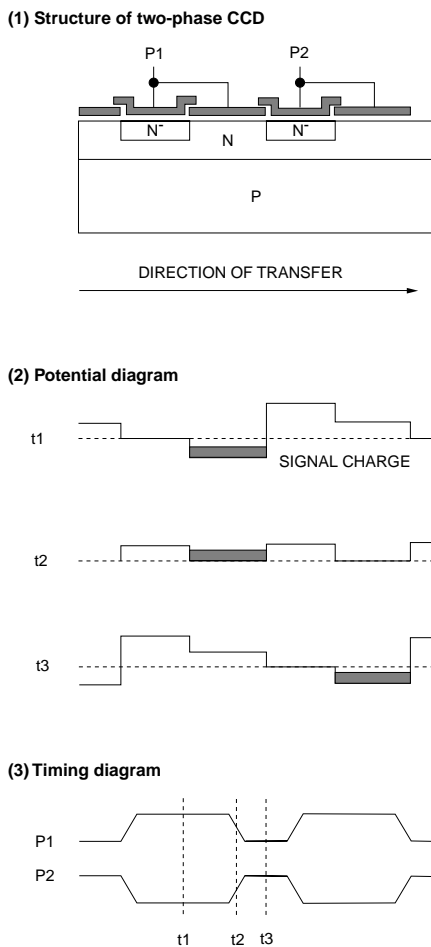 (1) Structure of two-phase CCD
P1 P2
N- N-
N
P
DIRECTION OF TRANSFER
(2) Potential diagram
t1
SIGNAL CHARGE
t2
t3
(3) Timing diagram
P1
P2
t1 t2 t3